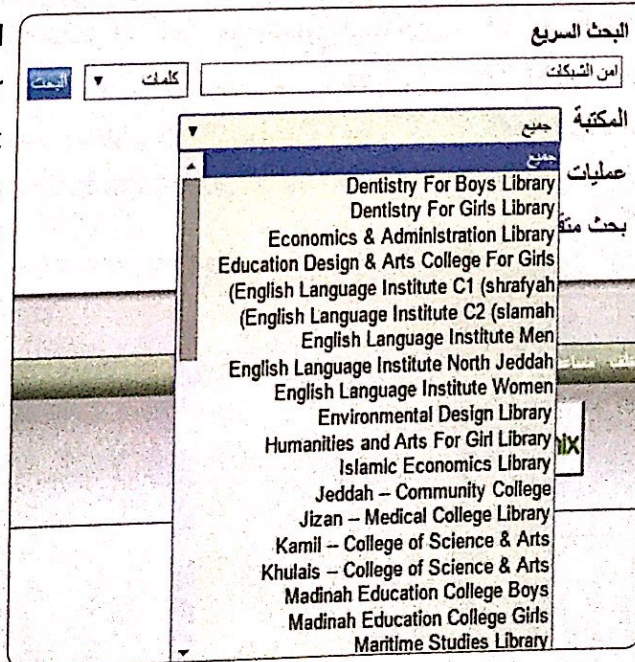 البحث السريع
امن الشبكات كلمات البحث
المكتبة جميع
جميع
عمليات
Dentistry For Boys Library
Dentistry For Girls Library
بحث
Economics & Administration Library
Education Design & Arts College For Girls
(English Language Institute C1 (shrafyah
(English Language Institute C2 (slamah
English Language Institute Men
English Language Institute North Jeddah
English Language Institute Women
Environmental Design Library
Humanities and Arts For Girl Library
Islamic Economics Library
Jeddah – Community College
Jizan – Medical College Library
Kamil – College of Science & Arts
Khulais – College of Science & Arts
Madinah Education College Boys
Madinah Education College Girls
Maritime Studies Library